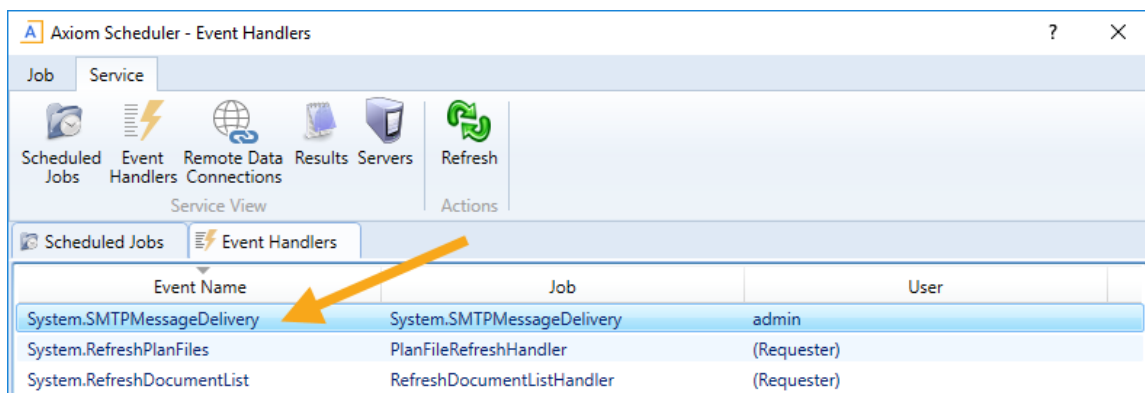 A Axiom Scheduler - Event Handlers ?
Job Service
Scheduled Jobs Event Handlers Remote Data Connections Results Servers Refresh
Service View Actions
Scheduled Jobs Event Handlers
Event Name Job User
System.SMTPMessageDelivery System.SMTPMessageDelivery admin
System.RefreshPlanFiles PlanFileRefreshHandler (Requester)
System.RefreshDocumentList RefreshDocumentListHandler (Requester)